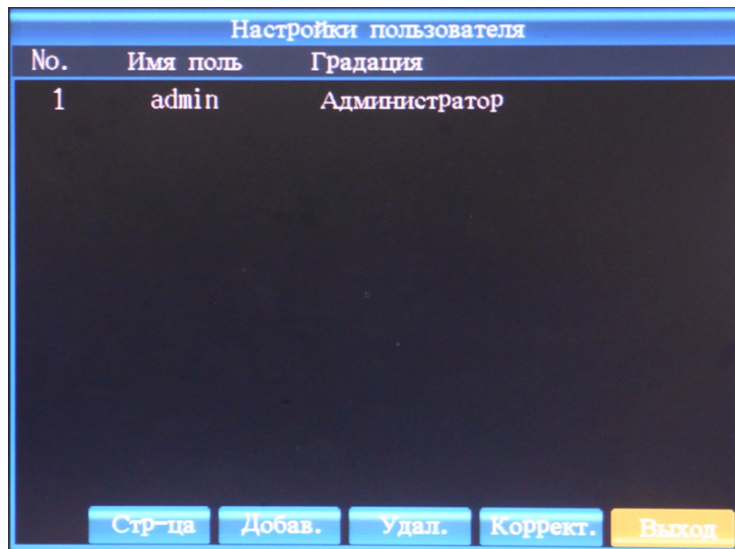 Настройки пользователя
No. Имя поль Градация
1 admin Администратор
Стр-ца Добав. Удал. Коррект. Выход